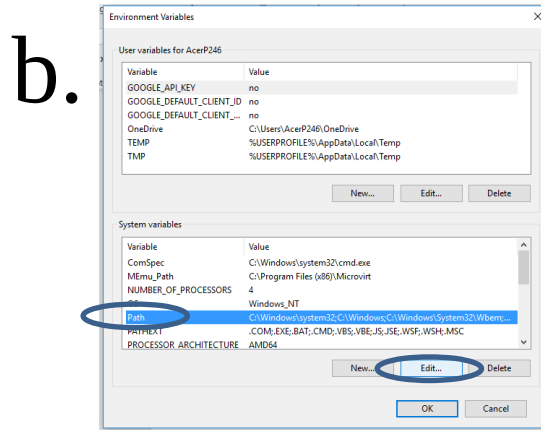 b.
Environment Variables
User variables for AcerP246
Variable Value
GOOGLE_API_KEY no
GOOGLE_DEFAULT_CLIENT_ID no
GOOGLE_DEFAULT_CLIENT_... no
OneDrive C:\Users\AcerP246\OneDrive
TEMP %USERPROFILE%\AppData\Local\Temp
TMP %USERPROFILE%\AppData\Local\Temp
New... Edit... Delete
System variables
Variable Value
ComSpec C:\Windows\system32\cmd.exe
MEmu_Path C:\Program Files (x86)\Microvirt
NUMBER_OF_PROCESSORS 4
Windows_NT
Path C:\Windows\system32;C:\Windows;C:\Windows\System32\Wbem;...
PATHEXT .COM;.EXE;.BAT;.CMD;.VBS;.VBE;.JS;.JSE;.WSF;.WSH;.MSC
PROCESSOR_ARCHITECTURE AMD64
New... Edit... Delete
OK Cancel